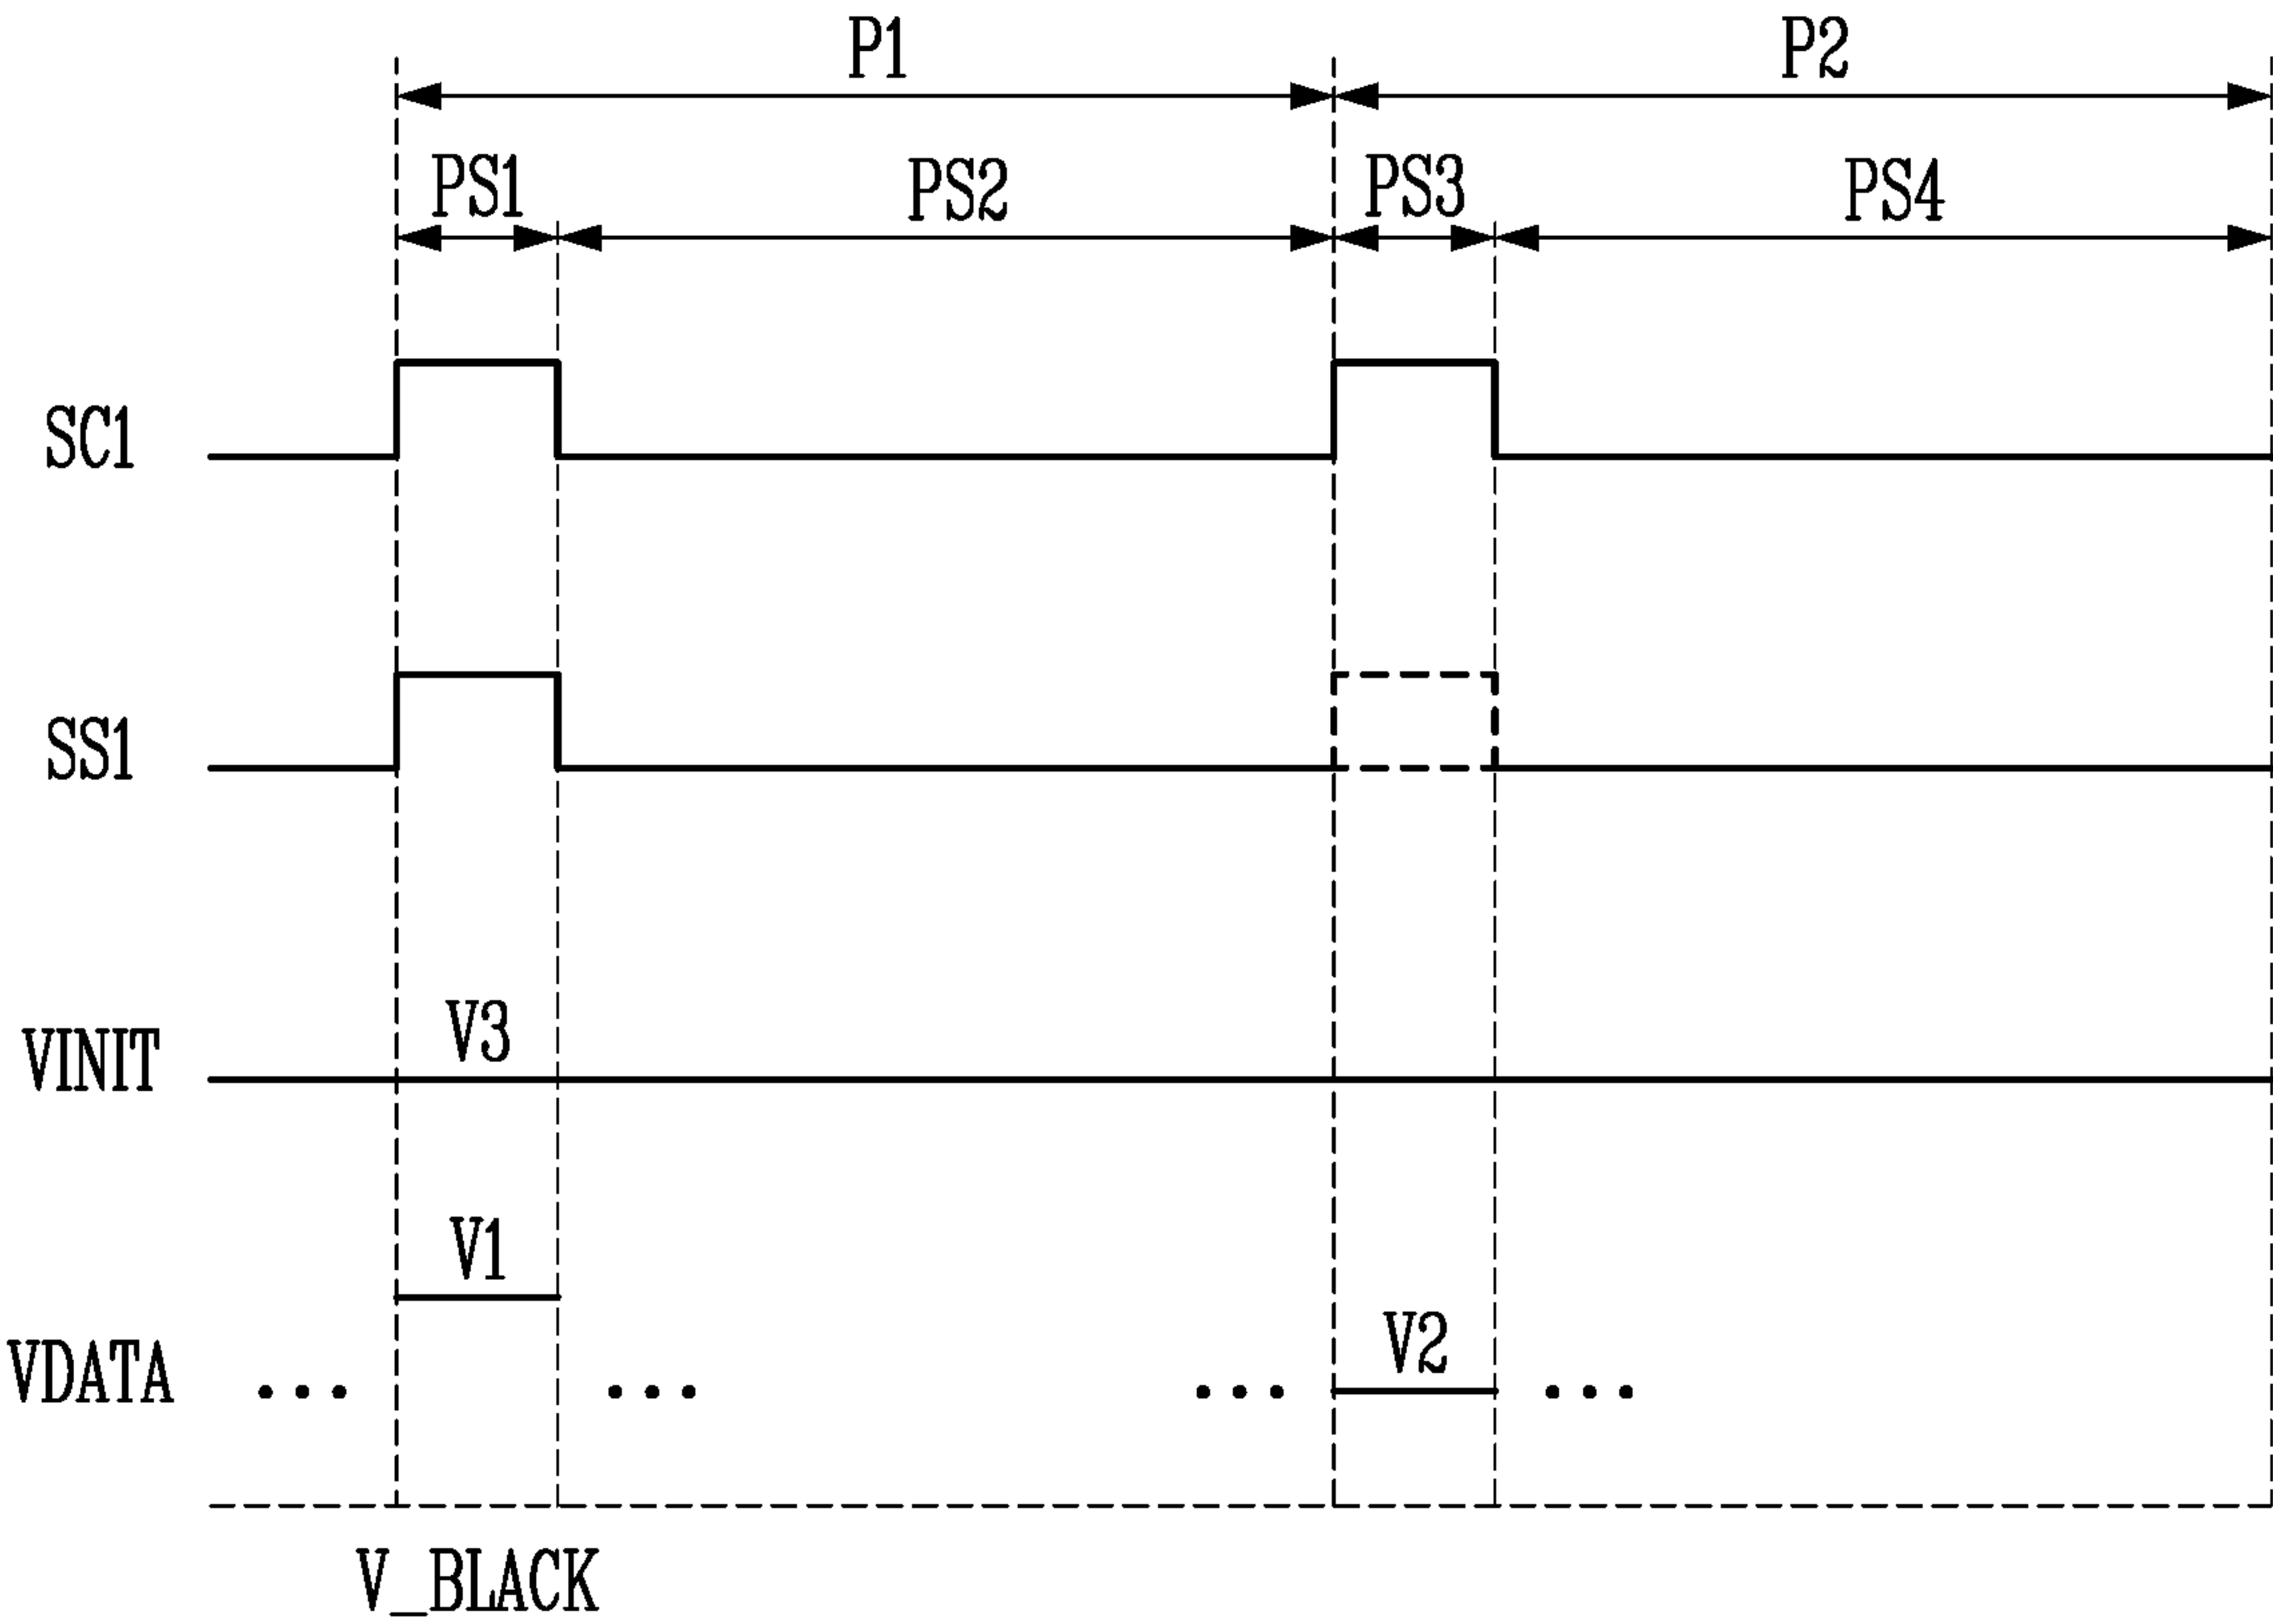 P1 P2
PS1 PS2 PS3 PS4
SC1
SS1
V3
VINIT
V1
V2
VDATA ... ... ... ...
V_BLACK